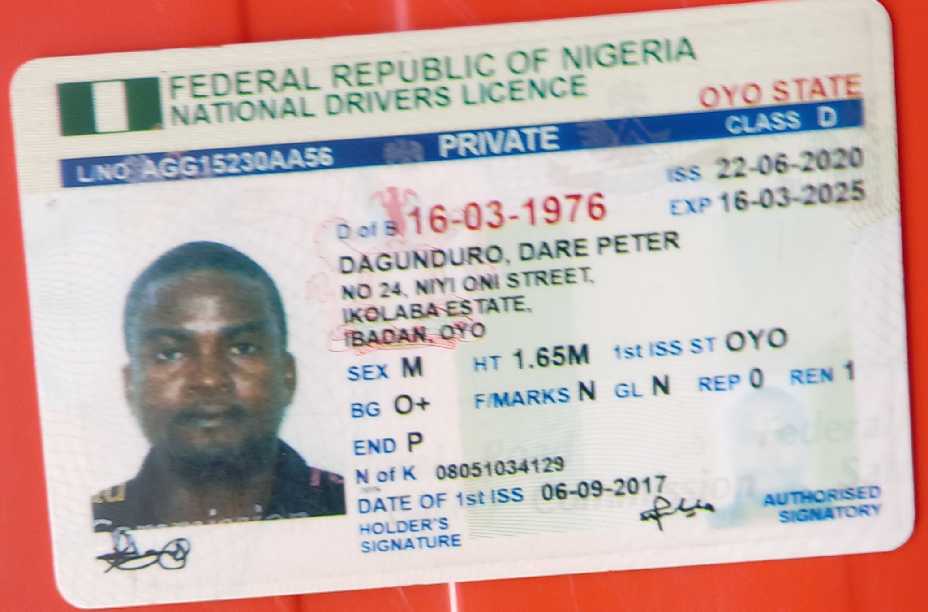 FEDERAL REPUBLIC OF NIGERIA
NATIONAL DRIVERS LICENCE
OYO STATE
L/NO AGG15230AA56 PRIVATE CLASS D
ISS 22-06-2020
D of B 16-03-1976 EXP 16-03-2025
DAGUNDURO, DARE PETER
NO 24, NIYI ONI STREET,
IKOLABA ESTATE,
IBADAN, OYO
SEX M HT 1.65M 1st ISS ST OYO
BG O+ F/MARKS N GL N REP 0 REN 1
END P
N of K 08051034129
DATE OF 1st ISS 06-09-2017
HOLDER'S
SIGNATURE
AUTHORISED
SIGNATORY
Commission